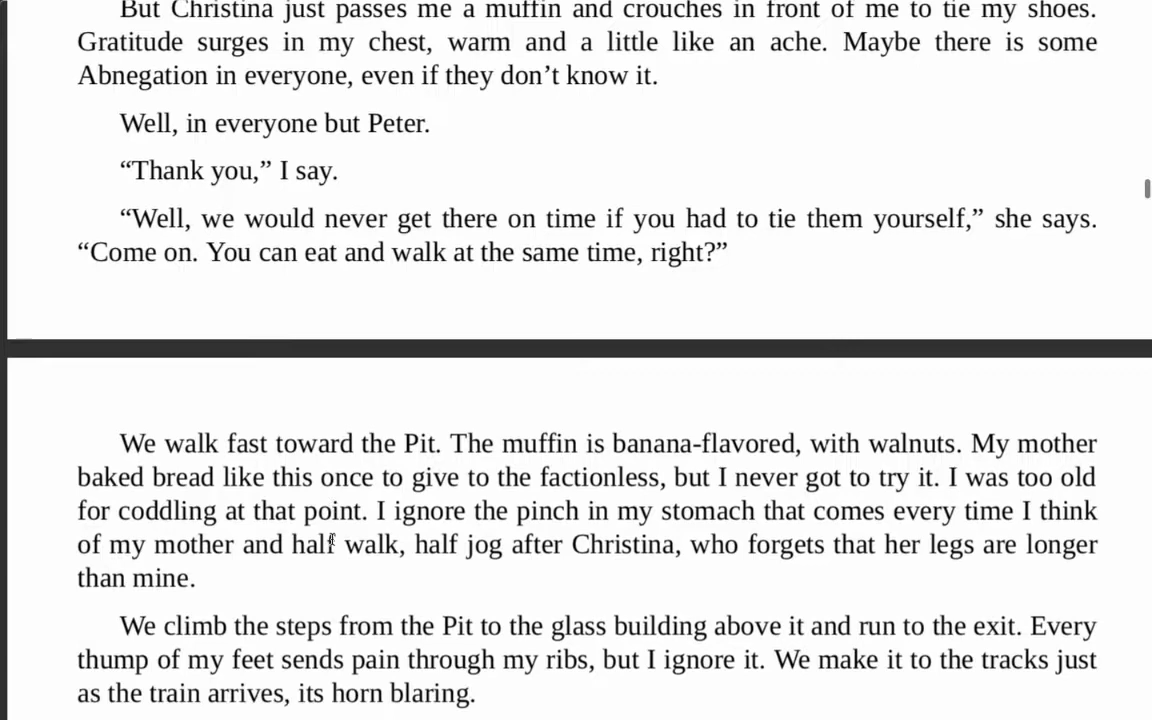 But Christina just passes me a muffin and crouches in front of me to tie my shoes.
Gratitude surges in my chest, warm and a little like an ache. Maybe there is some
Abnegation in everyone, even if they don’t know it.
Well, in everyone but Peter.
“Thank you,” I say.
“Well, we would never get there on time if you had to tie them yourself,” she says.
“Come on. You can eat and walk at the same time, right?”
We walk fast toward the Pit. The muffin is banana-flavored, with walnuts. My mother
baked bread like this once to give to the factionless, but I never got to try it. I was too old
for coddling at that point. I ignore the pinch in my stomach that comes every time I think
of my mother and half walk, half jog after Christina, who forgets that her legs are longer
than mine.
We climb the steps from the Pit to the glass building above it and run to the exit. Every
thump of my feet sends pain through my ribs, but I ignore it. We make it to the tracks just
as the train arrives, its horn blaring.